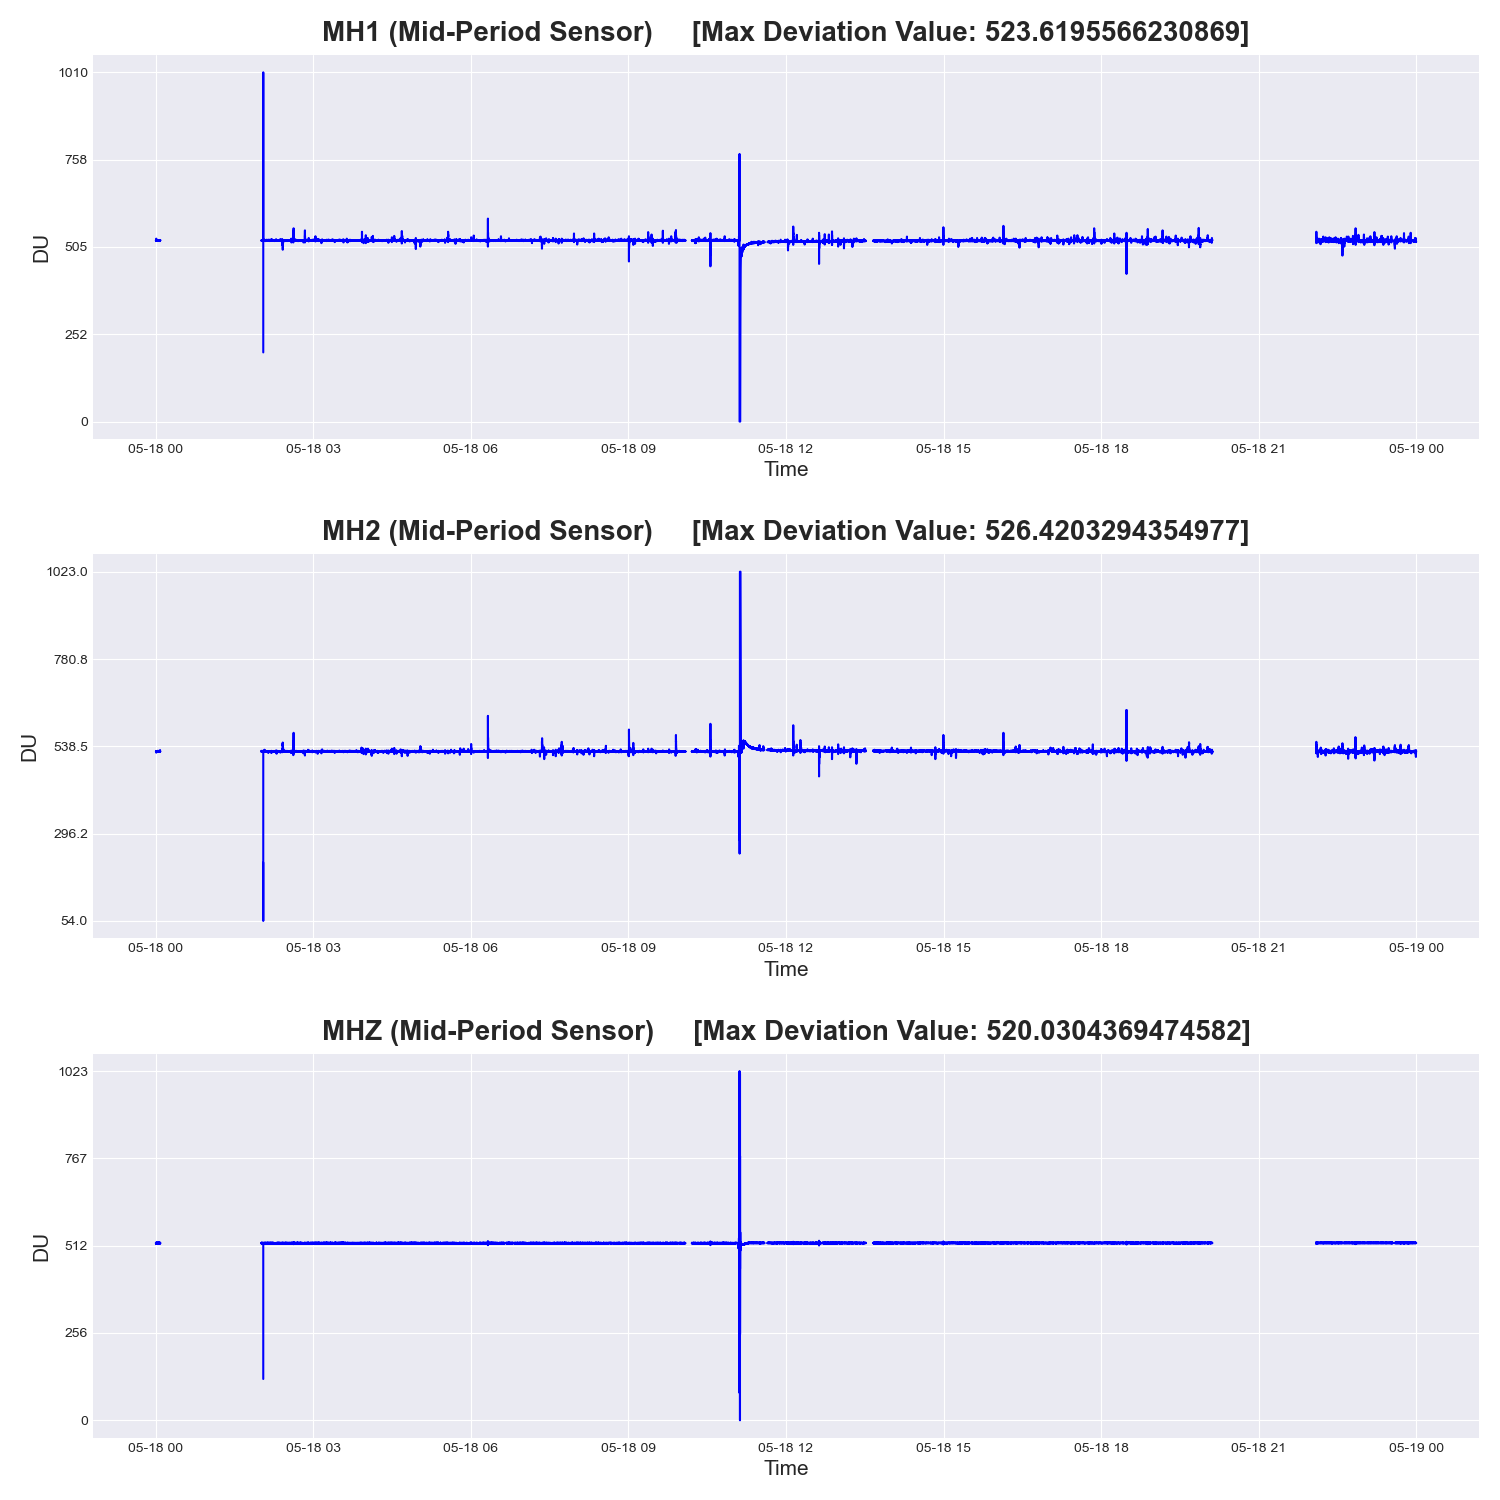 MH1 (Mid-Period Sensor) [Max Deviation Value: 523.6195566230869]
1010
758
505
252
0
DU
05-18 00 05-18 03 05-18 06 05-18 09 05-18 12 05-18 15 05-18 18 05-18 21 05-19 00
Time
MH2 (Mid-Period Sensor) [Max Deviation Value: 526.4203294354977]
1023.0
780.8
538.5
296.2
54.0
DU
05-18 00 05-18 03 05-18 06 05-18 09 05-18 12 05-18 15 05-18 18 05-18 21 05-19 00
Time
MHZ (Mid-Period Sensor) [Max Deviation Value: 520.0304369474582]
1023
767
512
256
0
DU
05-18 00 05-18 03 05-18 06 05-18 09 05-18 12 05-18 15 05-18 18 05-18 21 05-19 00
Time